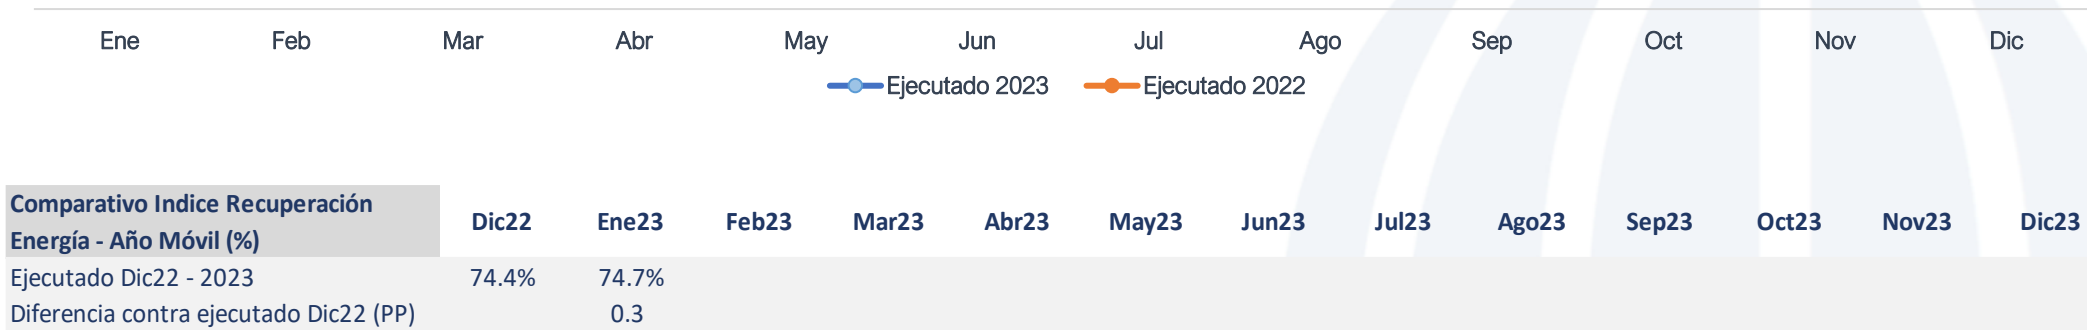 Ene Feb Mar Abr May Jun Jul Ago Sep Oct Nov Dic
Ejecutado 2023 Ejecutado 2022
Comparativo Indice Recuperación
Energía - Año Móvil (%)
Dic22 Ene23 Feb23 Mar23 Abr23 May23 Jun23 Jul23 Ago23 Sep23 Oct23 Nov23 Dic23
Ejecutado Dic22 - 2023 74.4% 74.7%
Diferencia contra ejecutado Dic22 (PP) 0.3